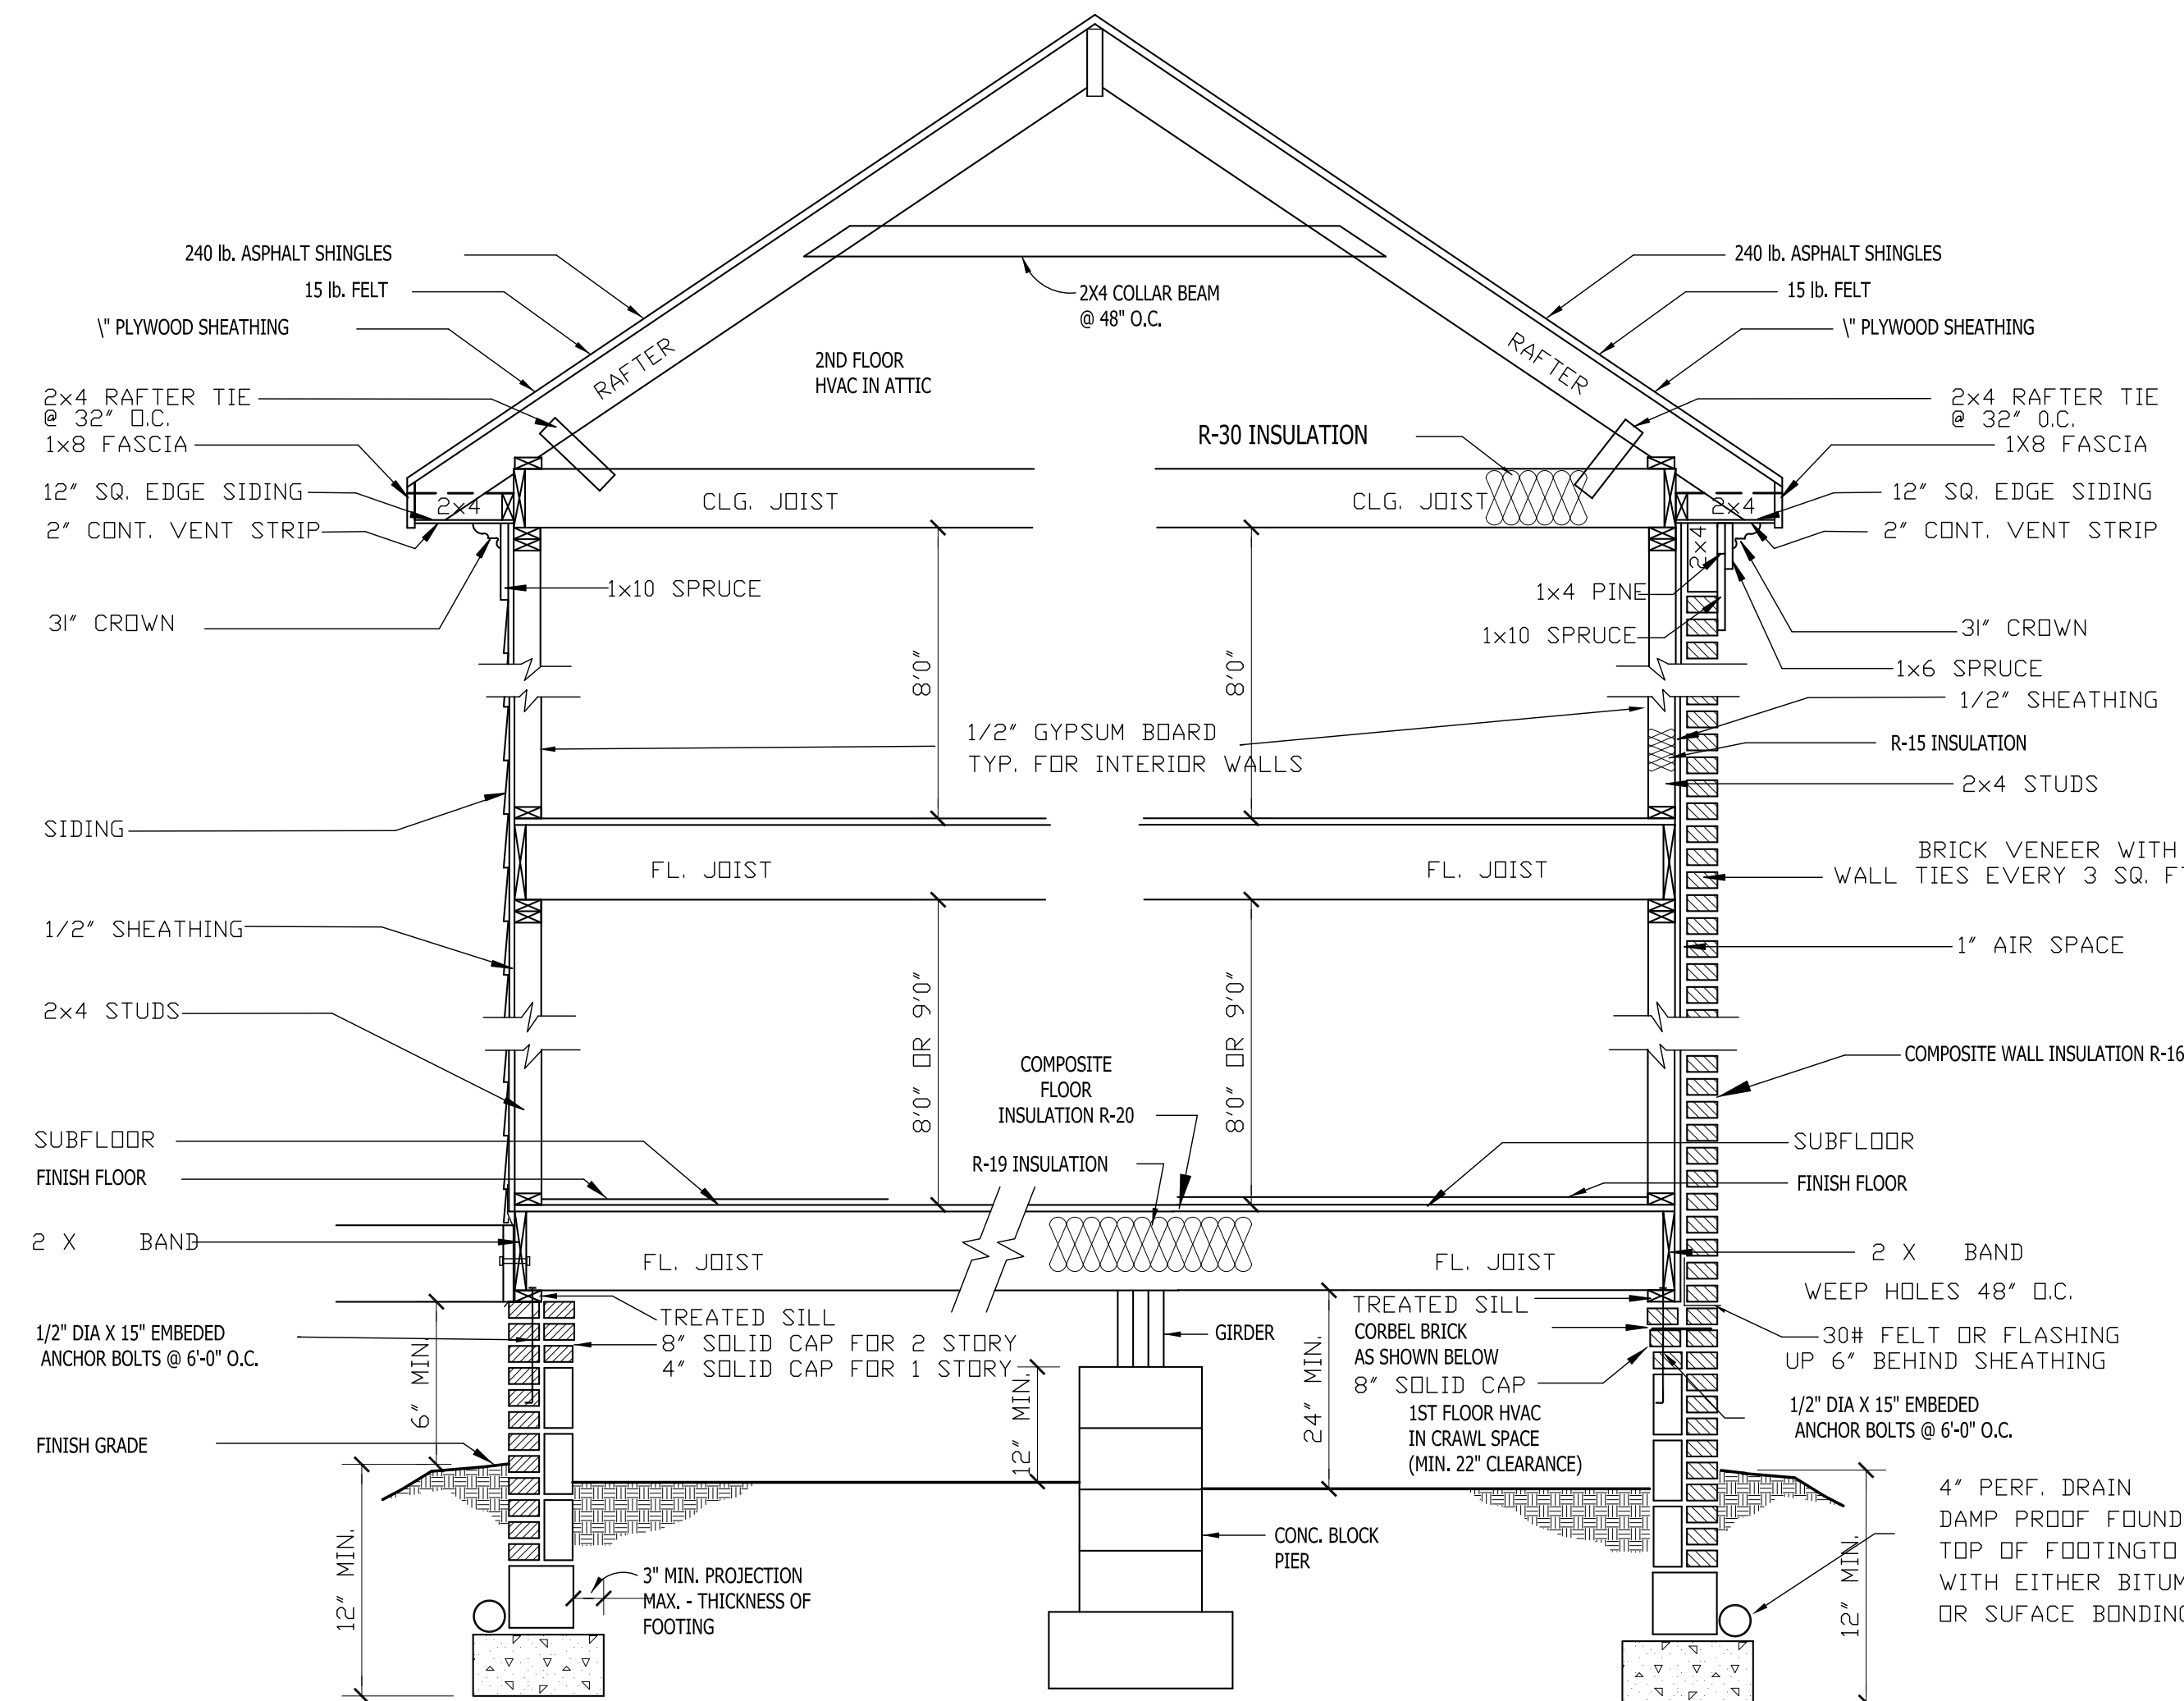 240 lb. ASPHALT SHINGLES
15 lb. FELT
\" PLYWOOD SHEATHING
2x4 RAFTER TIE
@ 32" O.C.
1x8 FASCIA
12" SQ. EDGE SIDING
2" CONT. VENT STRIP
31" CROWN
SIDING
1/2" SHEATHING
2x4 STUDS
SUBFLOOR
FINISH FLOOR
2 X BAND
1/2" DIA X 15" EMBEDED
ANCHOR BOLTS @ 6'-0" O.C.
FINISH GRADE
6" MIN.
12" MIN.
RAFTER
2x4
1x10 SPRUCE
2X4 COLLAR BEAM
@ 48" O.C.
2ND FLOOR
HVAC IN ATTIC
R-30 INSULATION
CLG. JOIST
CLG. JOIST
8'0"
8'0"
1/2" GYPSUM BOARD
TYP. FOR INTERIOR WALLS
FL. JOIST
FL. JOIST
8'0" OR 9'0"
8'0" OR 9'0"
COMPOSITE
FLOOR
INSULATION R-20
R-19 INSULATION
FL. JOIST
FL. JOIST
TREATED SILL
8" SOLID CAP FOR 2 STORY
4" SOLID CAP FOR 1 STORY
12" MIN.
GIRDER
24" MIN.
TREATED SILL
CORBEL BRICK
AS SHOWN BELOW
8" SOLID CAP
1ST FLOOR HVAC
IN CRAWL SPACE
(MIN. 22" CLEARANCE)
CONC. BLOCK
PIER
3" MIN. PROJECTION
MAX. - THICKNESS OF
FOOTING
RAFTER
240 lb. ASPHALT SHINGLES
15 lb. FELT
\" PLYWOOD SHEATHING
2x4 RAFTER TIE
@ 32" O.C.
1X8 FASCIA
12" SQ. EDGE SIDING
2x4
2" CONT. VENT STRIP
2x4
1x4 PINE
1x10 SPRUCE
31" CROWN
1x6 SPRUCE
1/2" SHEATHING
R-15 INSULATION
2x4 STUDS
BRICK VENEER WITH
WALL TIES EVERY 3 SQ. FT
1" AIR SPACE
COMPOSITE WALL INSULATION R-16
SUBFLOOR
FINISH FLOOR
2 X BAND
WEEP HOLES 48" O.C.
30# FELT OR FLASHING
UP 6" BEHIND SHEATHING
1/2" DIA X 15" EMBEDED
ANCHOR BOLTS @ 6'-0" O.C.
12" MIN.
4" PERF. DRAIN
DAMP PROOF FOUND
TOP OF FOOTINGTO
WITH EITHER BITUM
OR SUFACE BONDING